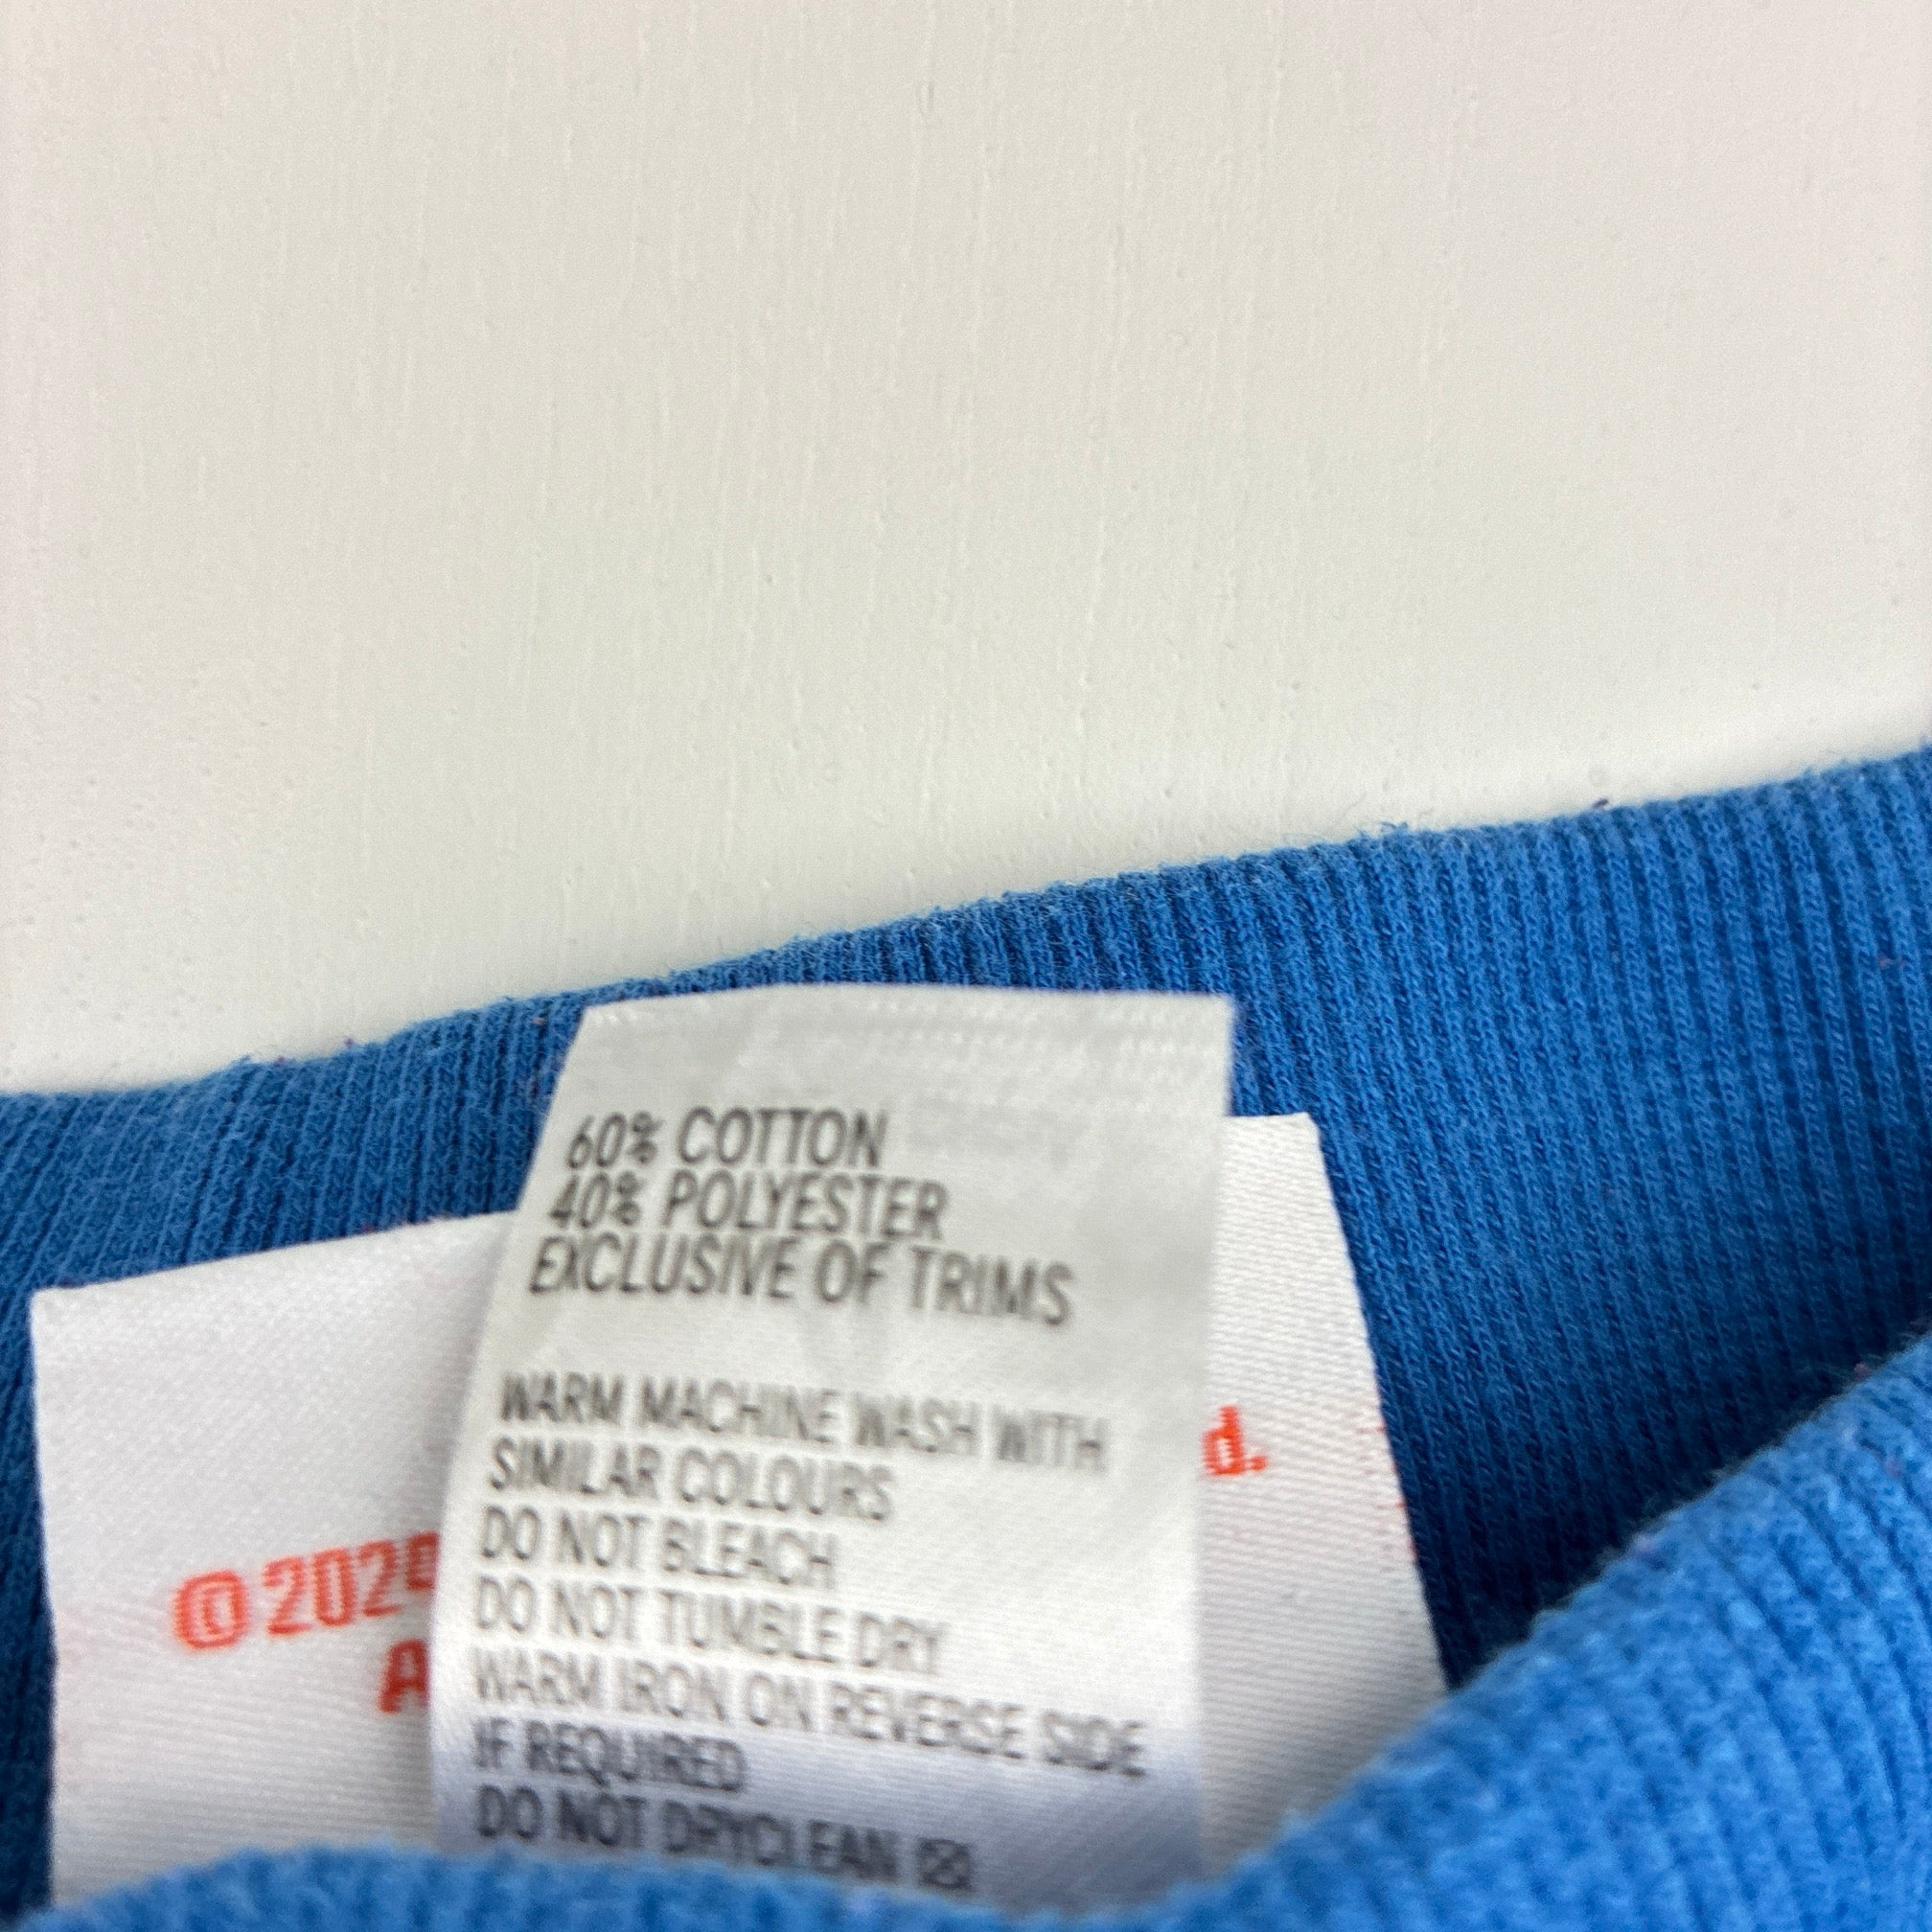 60% COTTON
40% POLYESTER
EXCLUSIVE OF TRIMS
WARM MACHINE WASH WITH
SIMILAR COLOURS
DO NOT BLEACH
DO NOT TUMBLE DRY
WARM IRON ON REVERSE SIDE
IF REQUIRED
DO NOT DRYCLEAN
d.
©202
A